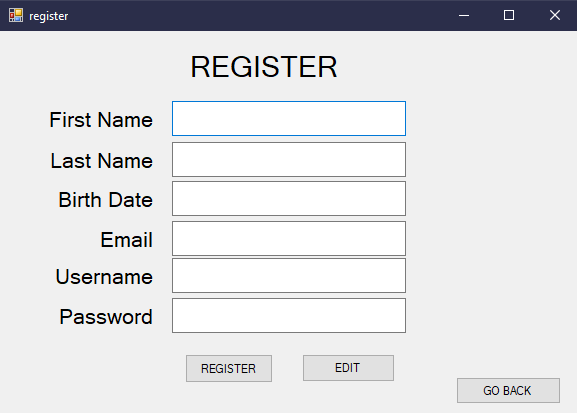 register
REGISTER
First Name
Last Name
Birth Date
Email
Username
Password
REGISTER
EDIT
GO BACK